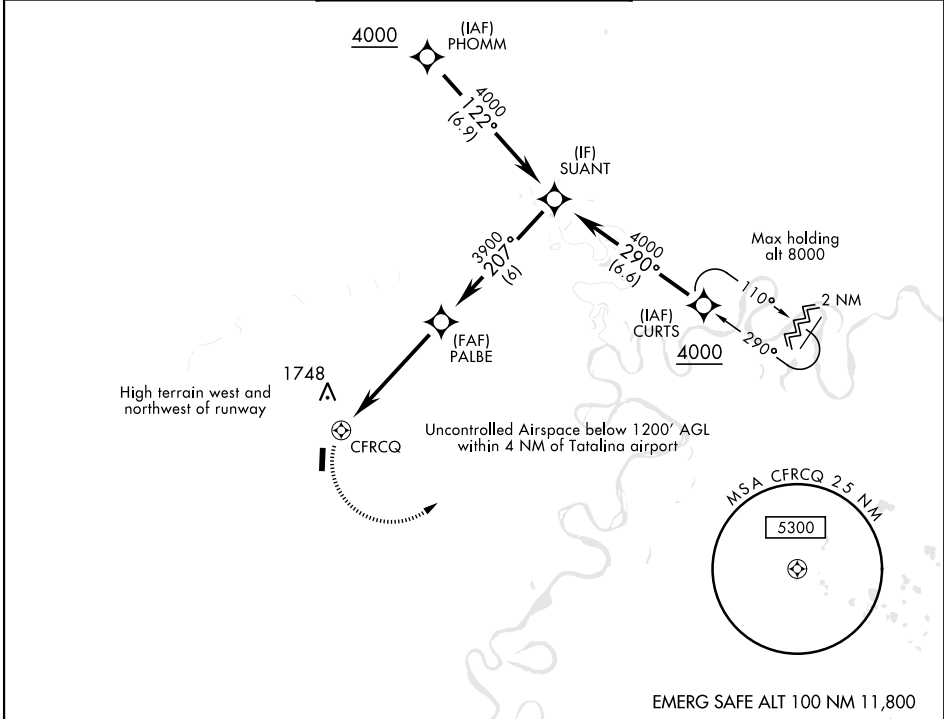 4000
(IAF)
PHOMM
4000
122°
(6.9)
(IF)
SUANT
3900
207°
(6)
4000
290°
(6.6)
Max holding
alt 8000
110°
2 NM
290°
(IAF)
CURTS
4000
(FAF)
PALBE
1748
High terrain west and
northwest of runway
CFRCQ
Uncontrolled Airspace below 1200' AGL
within 4 NM of Tatalina airport
MSA CFRCQ 25 NM
5300
EMERG SAFE ALT 100 NM 11,800